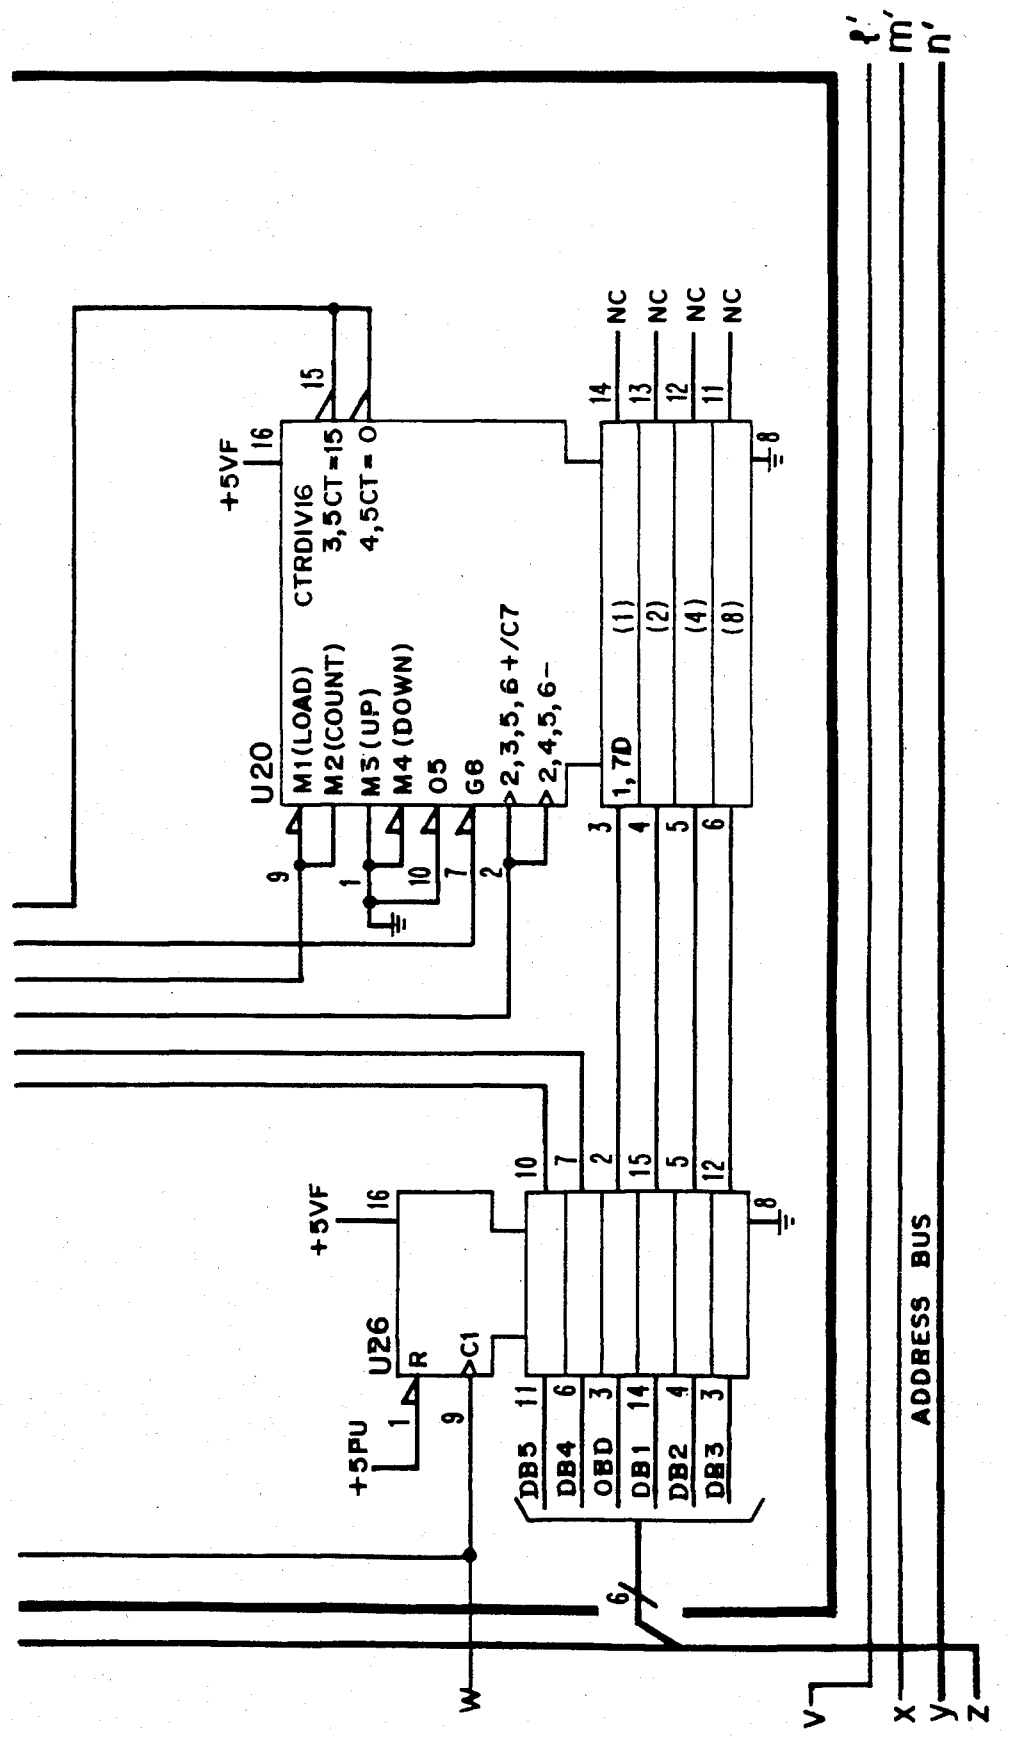 ℓ'
m'
n'
+5VF
16
15
U20
CTRDIV16
M1(LOAD)
M2(COUNT)
3,5CT=15
M3(UP)
4,5CT= 0
M4(DOWN)
O5
G6
>2,3,5,6+/C7
>2,4,5,6-
9
1
10
7
2
14
NC
13
NC
12
NC
11
NC
8
1,7D
(1)
(2)
(4)
(8)
3
4
5
6
+5VF
16
U26
R
C1
+5PU
1
9
10
7
2
15
5
12
8
DB5
11
DB4
6
OBD
3
DB1
14
DB2
4
DB3
3
6
ADDBESS BUS
W
V
X
y
Z